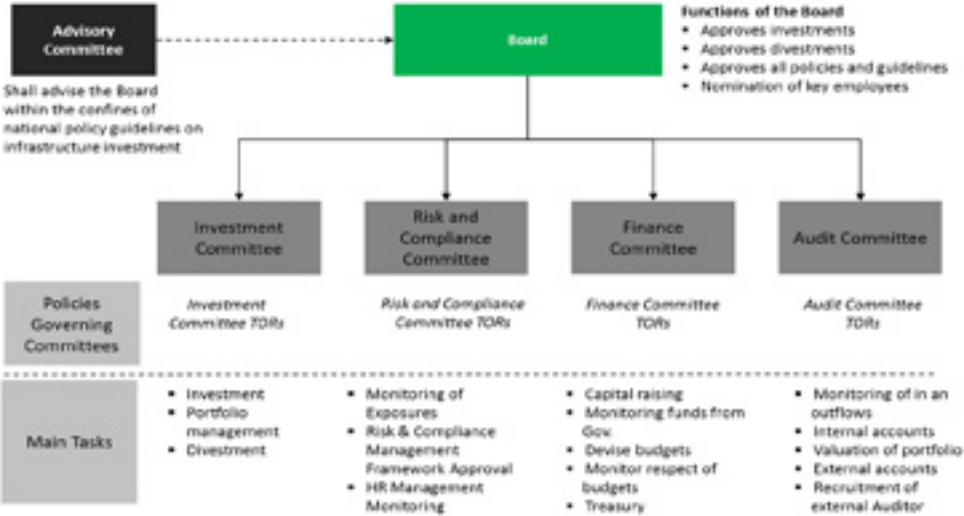 Advisory
Committee
Board
Functions of the Board
Approves investments
Approves divestments
Approves all policies and guidelines
Nomination of key employees
Shall advise the Board
within the confines of
national policy guidelines on
infrastructure investment
Investment
Committee
Risk and
Compliance
Committee
Finance
Committee
Audit Committee
Policies
Governing
Committees
Investment
Committee TORs
Risk and Compliance
Committee TORs
Finance Committee
TORs
Audit Committee
TORs
Main Tasks
Investment
Portfolio
management
Divestment
Monitoring of
Exposures
Risk & Compliance
Management
Framework Approval
HR Management
Monitoring
Capital raising
Monitoring funds from
Gov.
Devise budgets
Monitor respect of
budgets
Treasury
Monitoring of in an
outflows
Internal accounts
Valuation of portfolio
External accounts
Recruitment of
external Auditor